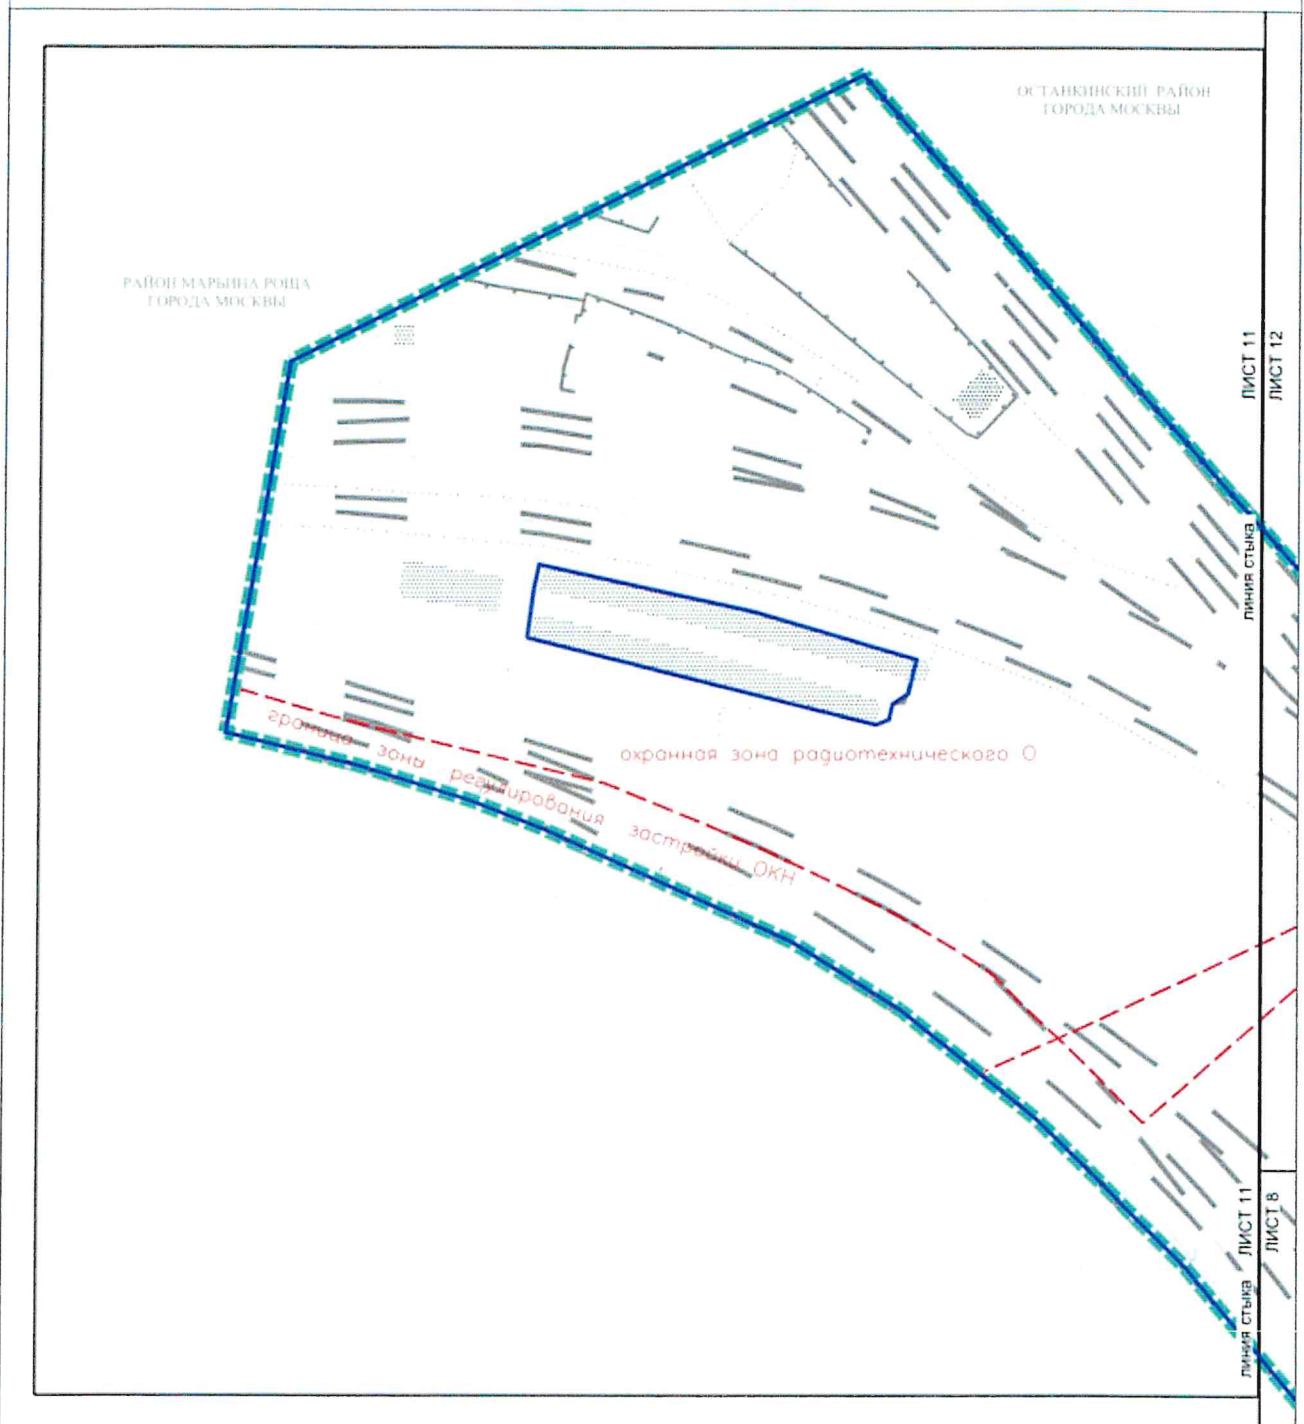 ОСТАНКИНСКИЙ РАЙОН
ГОРОДА МОСКВЫ
РАЙОН МАРЬИНА РОЩА
ГОРОДА МОСКВЫ
ЛИСТ 11
ЛИСТ 12
линия стыка
охранная зона радиотехнического О
граница зоны регулирования застройки ОКН
линия стыка ЛИСТ 11
ЛИСТ 8